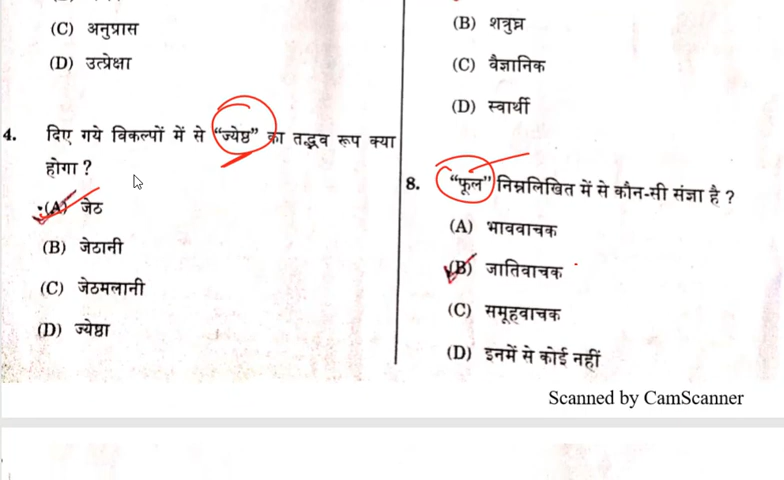 (C) अनुप्रास
(D) उत्प्रेक्षा
4. दिए गये विकल्पों में से “ज्येष्ठ” का तद्भव रूप क्या
होगा ?
(A) जेठ
(B) जेठानी
(C) जेठमलानी
(D) ज्येष्ठा
(B) शत्रुघ्न
(C) वैज्ञानिक
(D) स्वार्थी
8. “फूल” निम्नलिखित में से कौन-सी संज्ञा है ?
(A) भाववाचक
(B) जातिवाचक
(C) समूहवाचक
(D) इनमें से कोई नहीं
Scanned by CamScanner